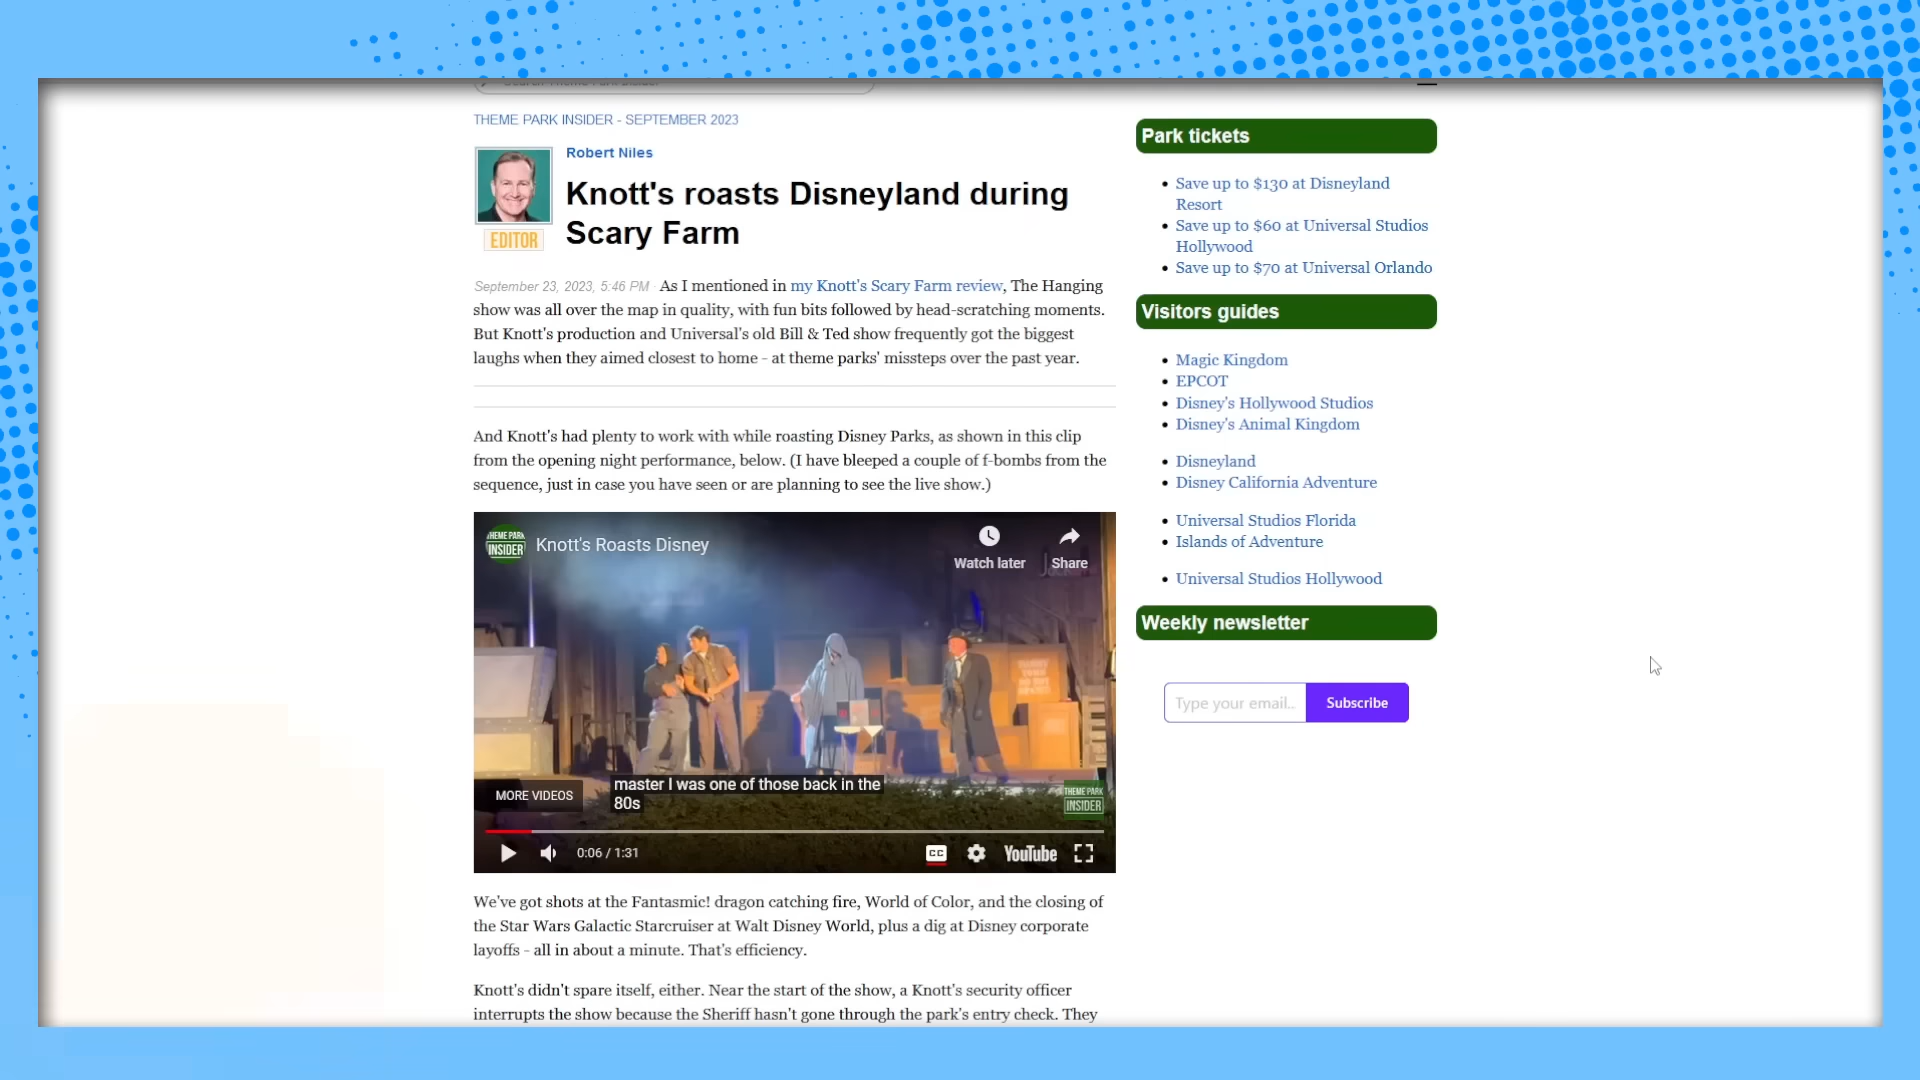 THEME PARK INSIDER - SEPTEMBER 2023
Robert Niles
Knott's roasts Disneyland during
Scary Farm
EDITOR
September 23, 2023, 5:46 PM · As I mentioned in my Knott's Scary Farm review, The Hanging
show was all over the map in quality, with fun bits followed by head-scratching moments.
But Knott's production and Universal's old Bill & Ted show frequently got the biggest
laughs when they aimed closest to home - at theme parks' missteps over the past year.
And Knott's had plenty to work with while roasting Disney Parks, as shown in this clip
from the opening night performance, below. (I have bleeped a couple of f-bombs from the
sequence, just in case you have seen or are planning to see the live show.)
THEME PARK
INSIDER
Knott's Roasts Disney
Watch later
Share
master I was one of those back in the
80s
MORE VIDEOS
THEME PARK
INSIDER
0:06 / 1:31
CC
YouTube
We've got shots at the Fantasmic! dragon catching fire, World of Color, and the closing of
the Star Wars Galactic Starcruiser at Walt Disney World, plus a dig at Disney corporate
layoffs - all in about a minute. That's efficiency.
Knott's didn't spare itself, either. Near the start of the show, a Knott's security officer
interrupts the show because the Sheriff hasn't gone through the park's entry check. They
Park tickets
Save up to $130 at Disneyland
Resort
Save up to $60 at Universal Studios
Hollywood
Save up to $70 at Universal Orlando
Visitors guides
Magic Kingdom
EPCOT
Disney's Hollywood Studios
Disney's Animal Kingdom
Disneyland
Disney California Adventure
Universal Studios Florida
Islands of Adventure
Universal Studios Hollywood
Weekly newsletter
Type your email...
Subscribe